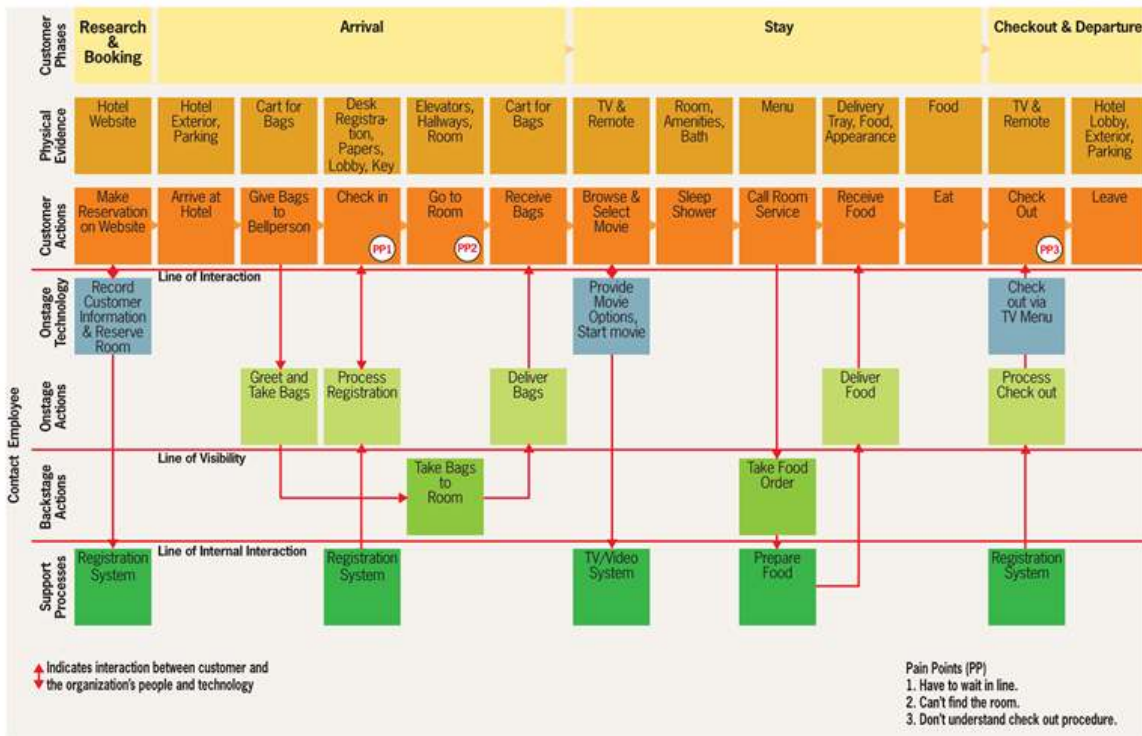 Customer
Phases
Research
&
Booking
Arrival
Stay
Checkout & Departure
Physical
Evidence
Hotel
Website
Hotel
Exterior,
Parking
Cart for
Bags
Desk
Registra-
tion,
Papers,
Lobby, Key
Elevators,
Hallways,
Room
Cart for
Bags
TV &
Remote
Room,
Amenities,
Bath
Menu
Delivery
Tray, Food,
Appearance
Food
TV &
Remote
Hotel
Lobby,
Exterior,
Parking
Customer
Actions
Make
Reservation
on Website
Arrive at
Hotel
Give Bags
to
Bellperson
Check in
PP1
Go to
Room
PP2
Receive
Bags
Browse &
Select
Movie
Sleep
Shower
Call Room
Service
Receive
Food
Eat
Check
Out
PP3
Leave
Line of Interaction
Contact Employee
Onstage
Technology
Record
Customer
Information
& Reserve
Room
Provide
Movie
Options,
Start movie
Check
out via
TV Menu
Onstage
Actions
Greet and
Take Bags
Process
Registration
Deliver
Bags
Deliver
Food
Process
Check out
Line of Visibility
Backstage
Actions
Take Bags
to
Room
Take Food
Order
Line of Internal Interaction
Support
Processes
Registration
System
Registration
System
TV/Video
System
Prepare
Food
Registration
System
Indicates interaction between customer and
the organization's people and technology
Pain Points (PP)
1. Have to wait in line.
2. Can't find the room.
3. Don't understand check out procedure.